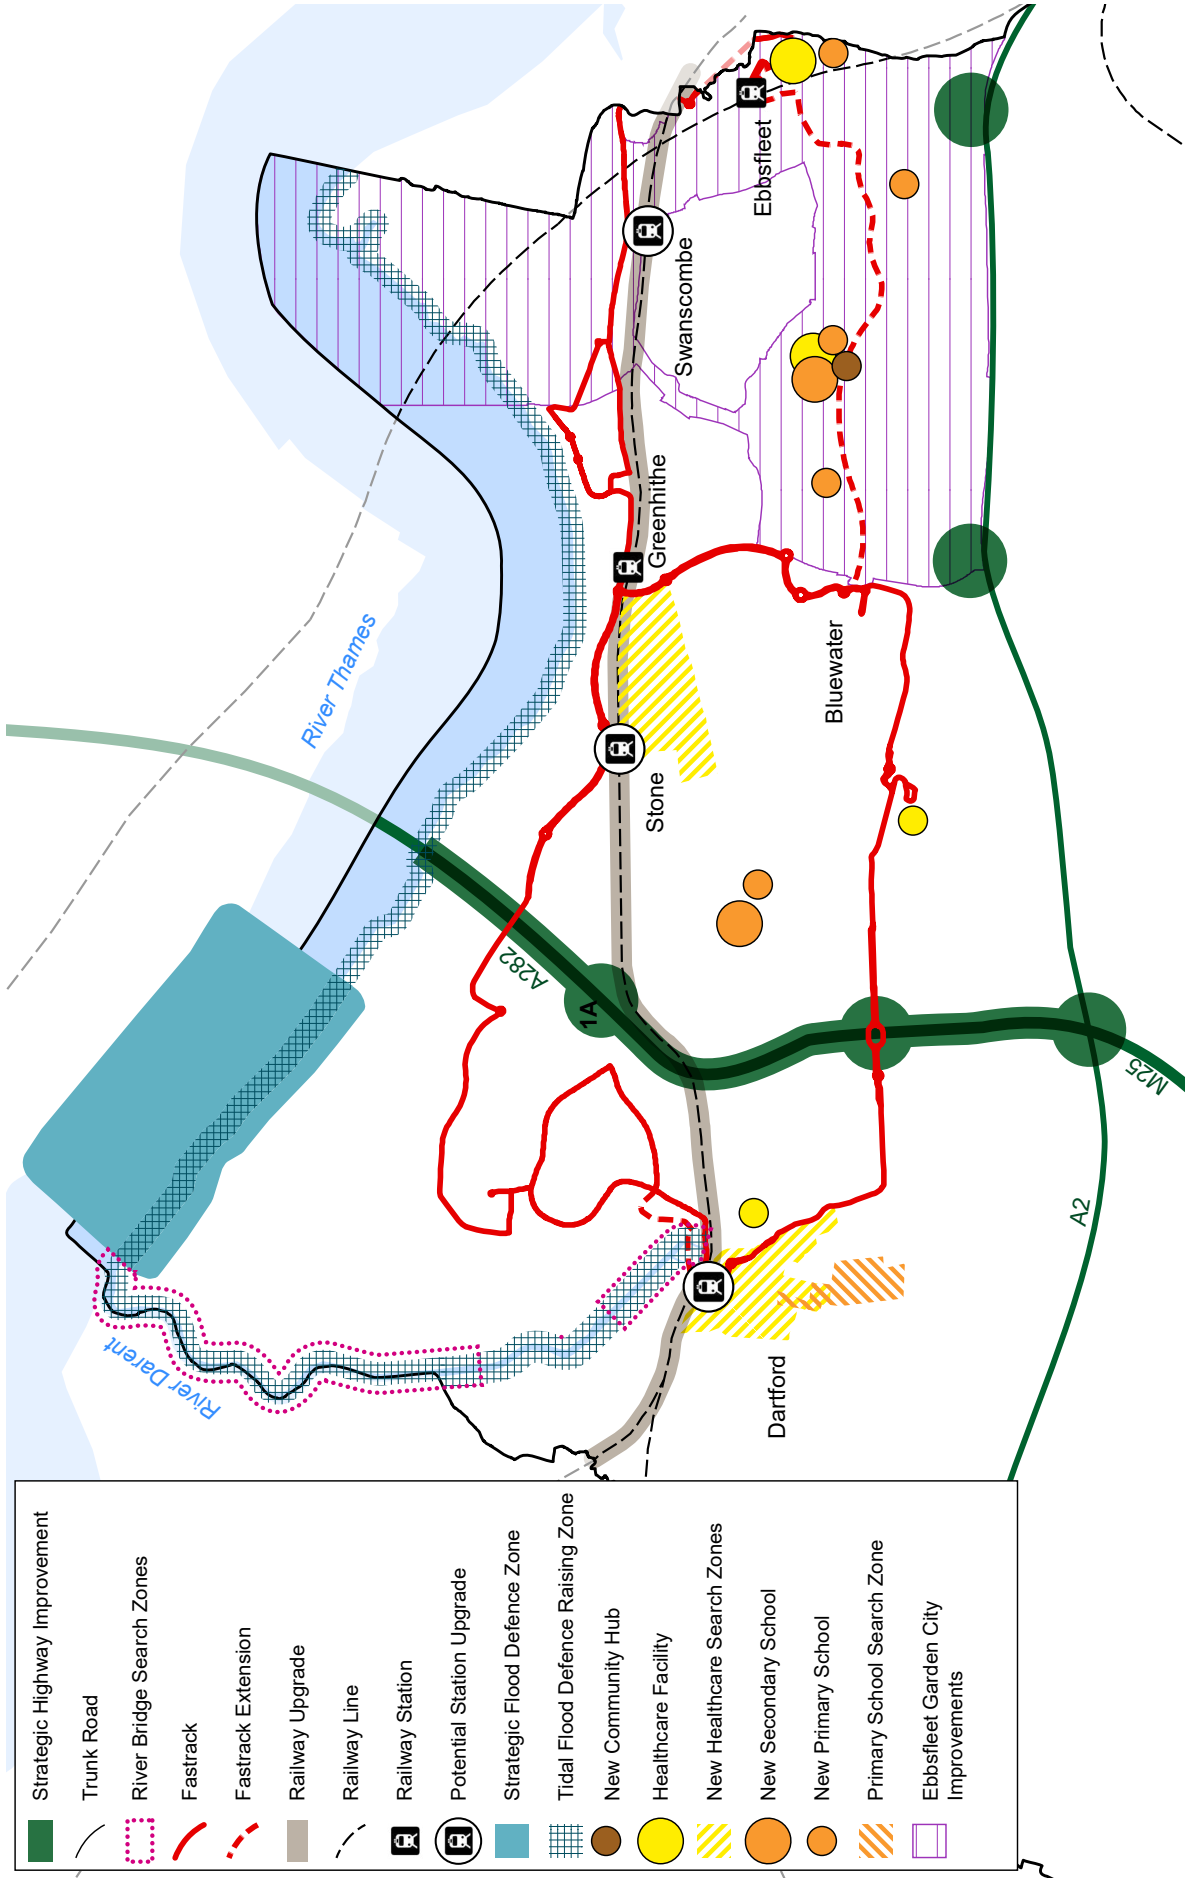 Strategic Highway Improvement
Trunk Road
River Bridge Search Zones
Fastrack
Fastrack Extension
Railway Upgrade
Railway Line
Railway Station
Potential Station Upgrade
Strategic Flood Defence Zone
Tidal Flood Defence Raising Zone
New Community Hub
Healthcare Facility
New Healthcare Search Zones
New Secondary School
New Primary School
Primary School Search Zone
Ebbsfleet Garden City
Improvements
River Darent
River Thames
A282
1A
M25
A2
Dartford
Stone
Greenhithe
Swanscombe
Ebbsfleet
Bluewater